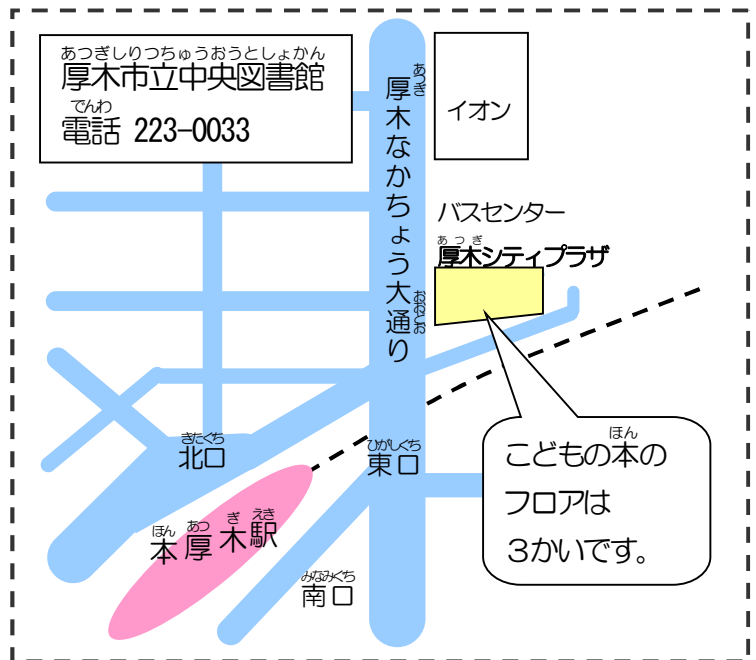 あつぎしりつちゅうおうとしょかん
厚木市立中央図書館
でんわ
電話 223-0033
あつぎ
厚木なかちょう大通り
おおどお
イオン
バスセンター
あつぎ
厚木シティプラザ
きたぐち
北口
ひがしぐち
東口
ほんあつぎえき
本厚木駅
みなみぐち
南口
ほん
こどもの本の
フロアは
3かいです。